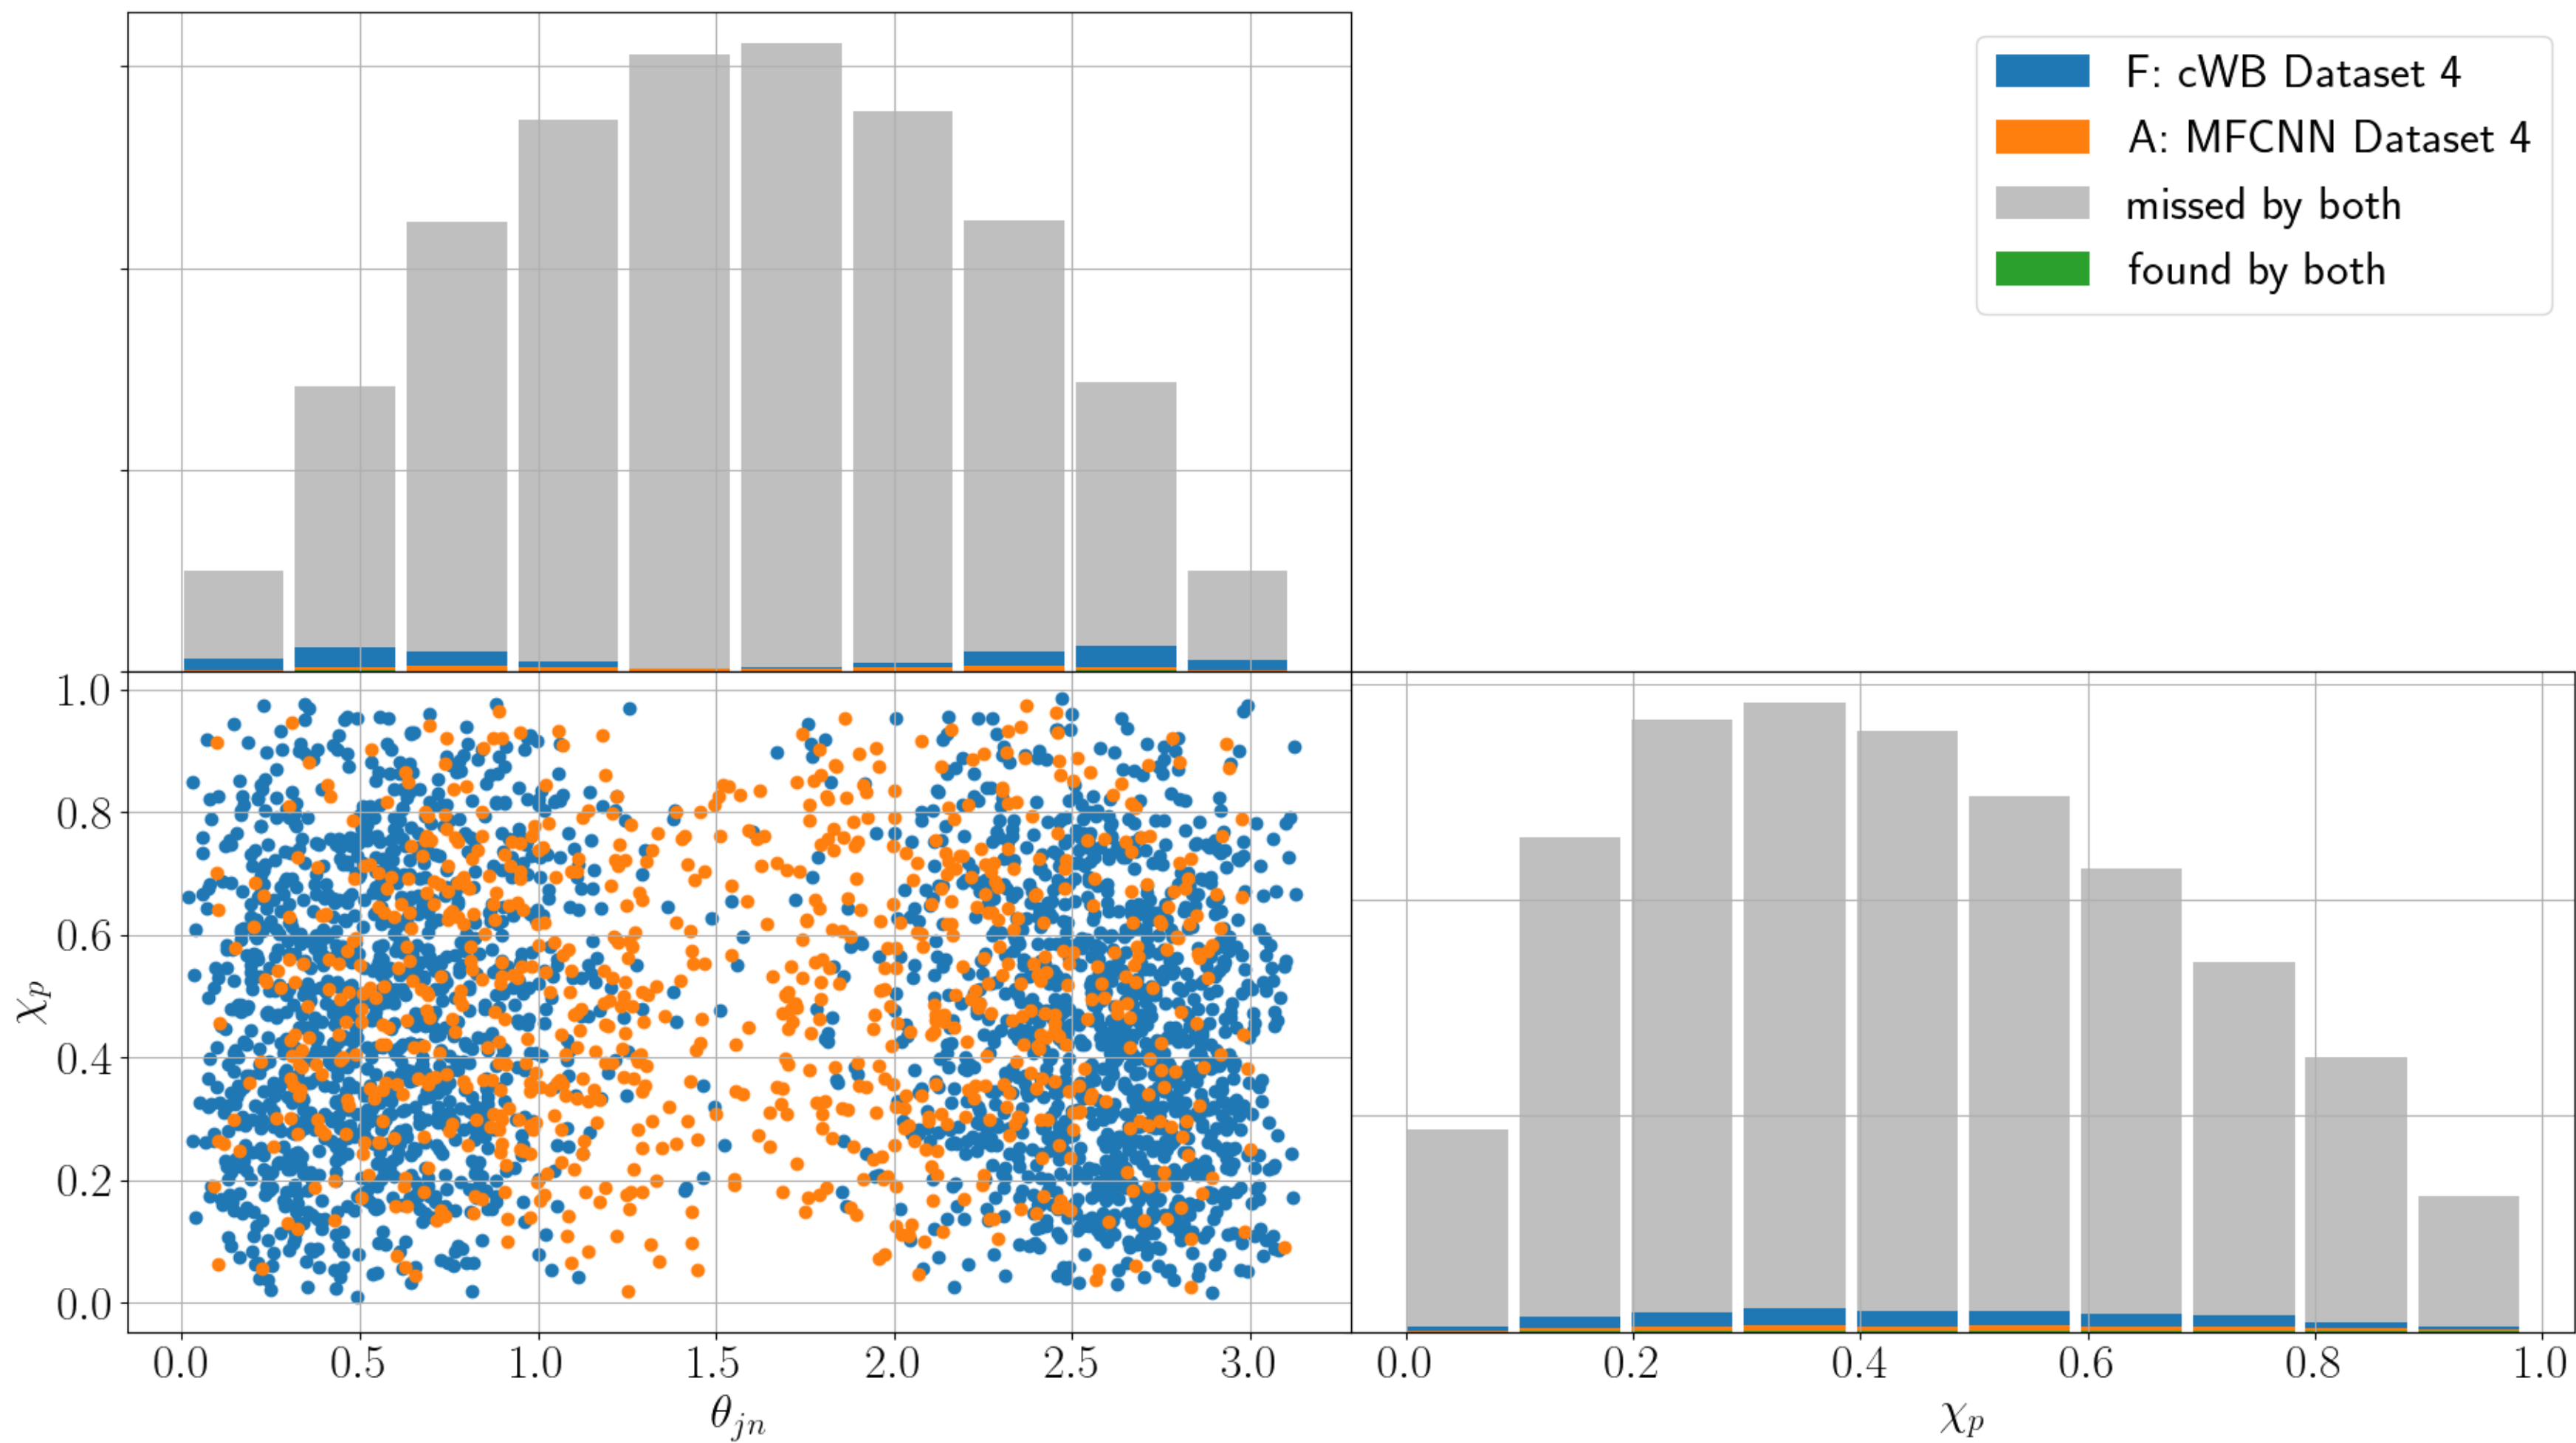 F: cWB Dataset 4
A: MFCNN Dataset 4
missed by both
found by both
1.0
0.8
0.6
0.4
0.2
0.0
χp
0.0 0.5 1.0 1.5 2.0 2.5 3.0
θjn
0.0 0.2 0.4 0.6 0.8 1.0
χp